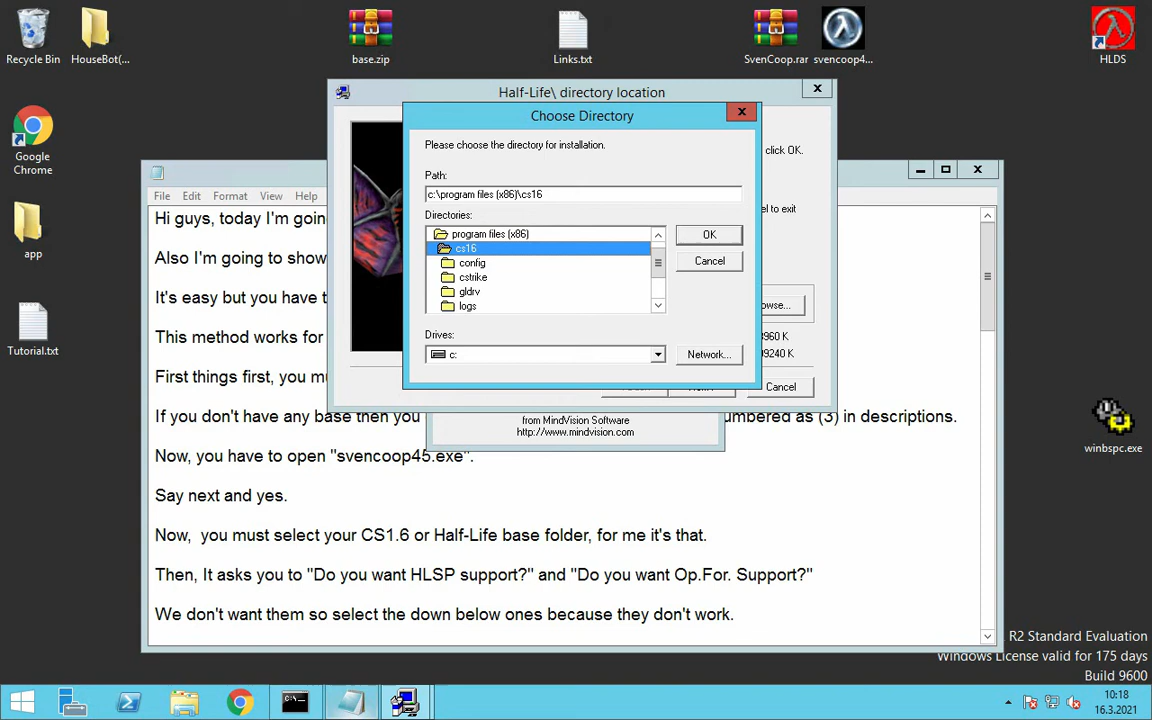 Recycle Bin
HouseBot(...
base.zip
Links.txt
SvenCoop.rar
svencoop4...
HLDS
Google
Chrome
app
Tutorial.txt
winbspc.exe
Half-Life\ directory location
Choose Directory
Please choose the directory for installation.
Path:
c:\program files (x86)\cs16
Directories:
program files (x86)
cs16
config
cstrike
gldrv
logs
OK
Cancel
Drives:
c:
Network...
click OK.
el to exit
owse...
3960 K
9240 K
Cancel
from MindVision Software
http://www.mindvision.com
File Edit Format View Help
Hi guys, today I'm going
Also I'm going to show
It's easy but you have t
This method works for
First things first, you mu
If you don't have any base then you
umbered as (3) in descriptions.
Now, you have to open "svencoop45.exe".
Say next and yes.
Now,  you must select your CS1.6 or Half-Life base folder, for me it's that.
Then, It asks you to "Do you want HLSP support?" and "Do you want Op.For. Support?"
We don't want them so select the down below ones because they don't work.
R2 Standard Evaluation
Windows License valid for 175 days
Build 9600
10:18
16.3.2021